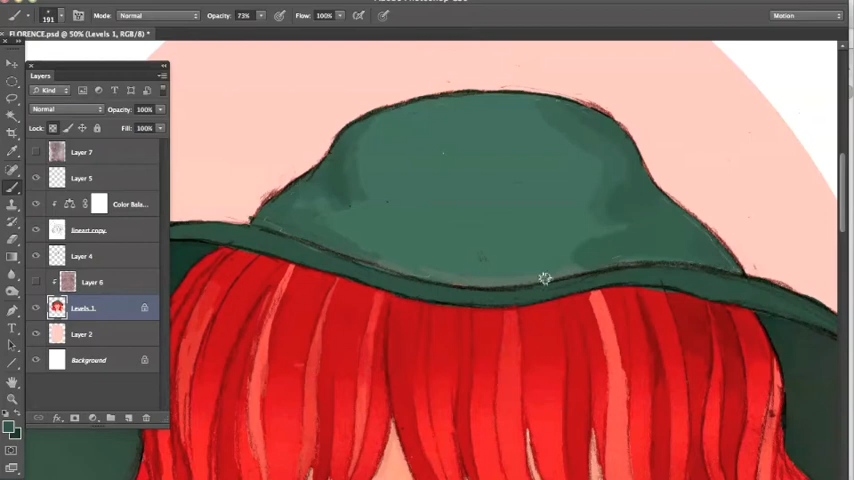 191 Mode: Normal Opacity: 73% Flow: 100% Motion
FLORENCE.psd @ 50% (Levels 1, RGB/8) *
Layers
Kind
Normal Opacity: 100%
Lock: Fill: 100%
Layer 7
Layer 5
Color Bala...
lineart copy
Layer 4
Layer 6
Levels 1
Layer 2
Background